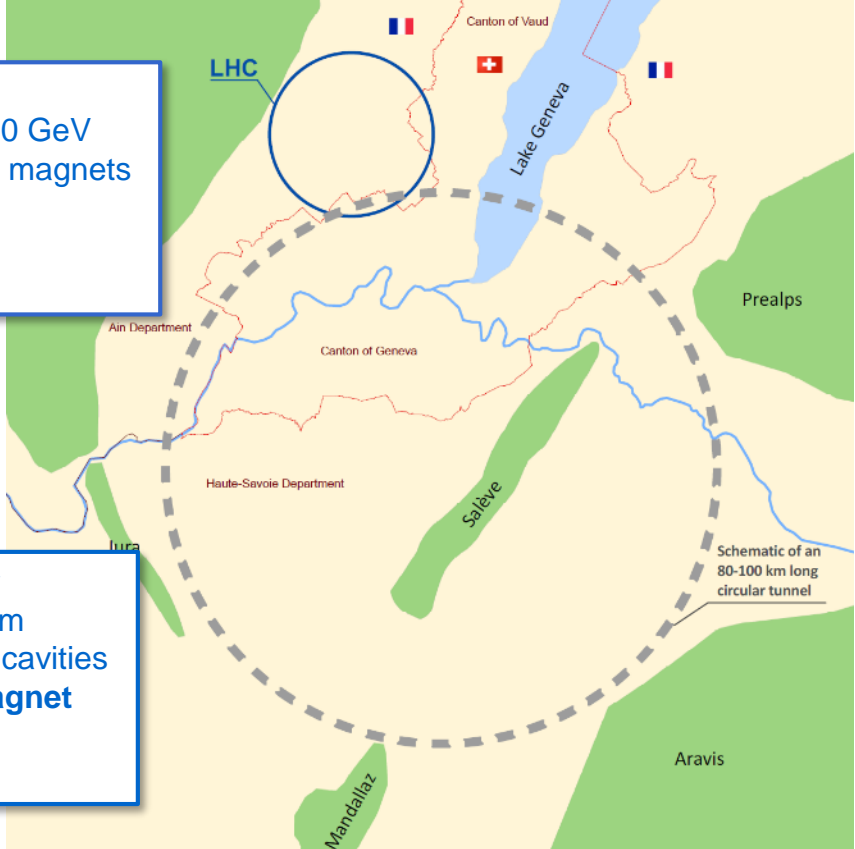 Canton of Vaud
LHC
0 GeV
magnets
Lake Geneva
Prealps
Ain Department
Canton of Geneva
Haute-Savoie Department
Salève
Jura
Schematic of an
80-100 km long
circular tunnel
m
cavities
agnet
Aravis
Mandallaz